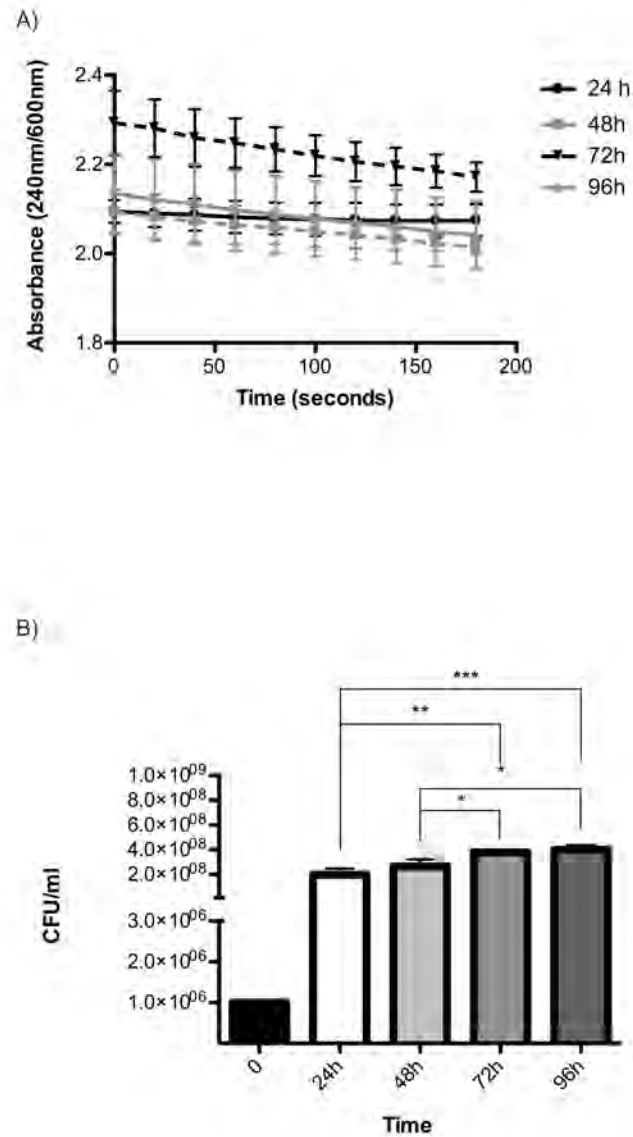 A)
Absorbance (240nm/600nm)
2.4
2.2
2.0
1.8
0
50
100
150
200
Time (seconds)
24 h
48h
72h
96h
B)
***
**
*
*
CFU/ml
1.0×10⁰⁹
8.0×10⁰⁸
6.0×10⁰⁸
4.0×10⁰⁸
2.0×10⁰⁸
3.0×10⁰⁶
2.0×10⁰⁶
1.0×10⁰⁶
0
24h
48h
72h
96h
Time